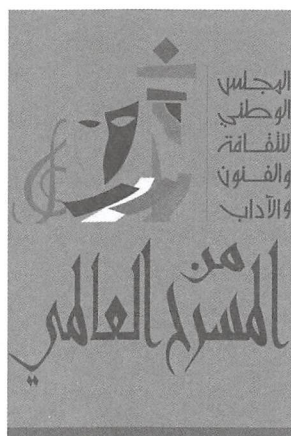 المجلس
الوطني
للثقافة
والفنون
والآداب
من
المسرح العالمي